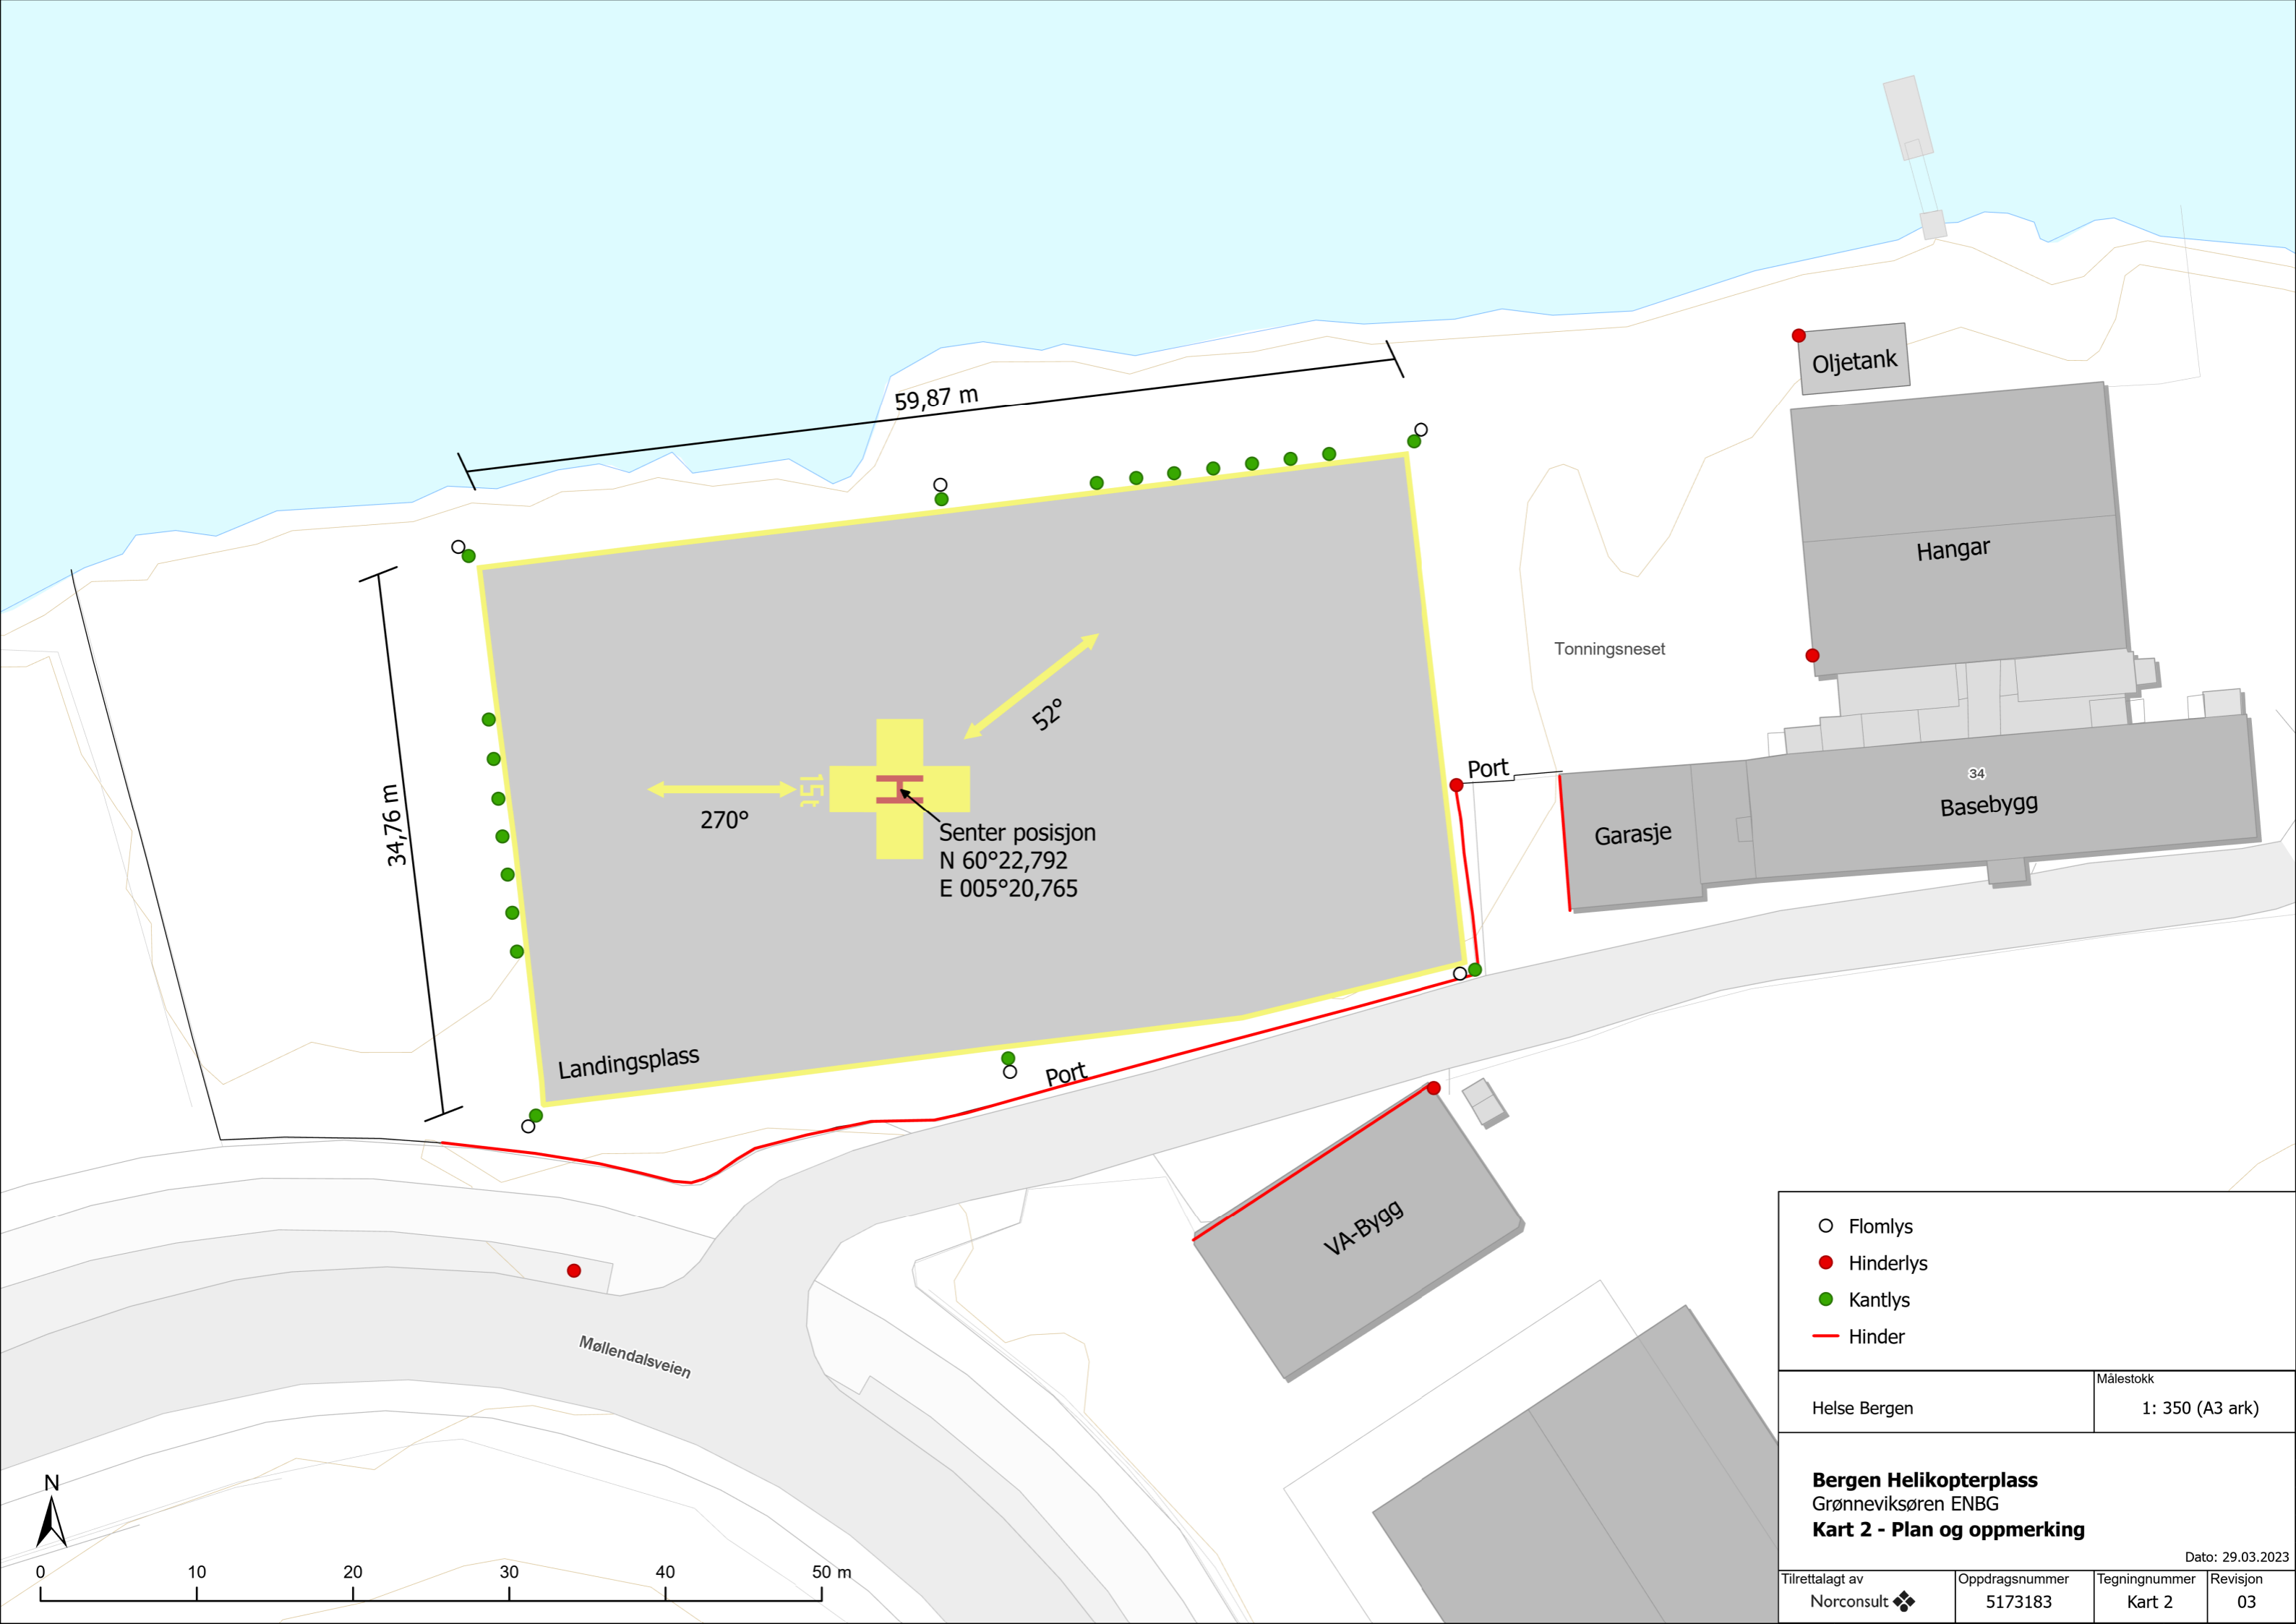 59,87 m
Oljetank
Hangar
Tonningsneset
52°
Port
34
Basebygg
Garasje
15t
270°
H
34,76 m
Senter posisjon
N 60°22,792
E 005°20,765
Landingsplass
Port
VA-Bygg
Møllendalsveien
Flomlys
Hinderlys
Kantlys
Hinder
Målestokk
Helse Bergen 1: 350 (A3 ark)
Bergen Helikopterplass
Grønneviksøren ENBG
Kart 2 - Plan og oppmerking
Dato: 29.03.2023
Tilrettalagt av Oppdragsnummer Tegningnummer Revisjon
Norconsult 5173183 Kart 2 03
N
0 10 20 30 40 50 m